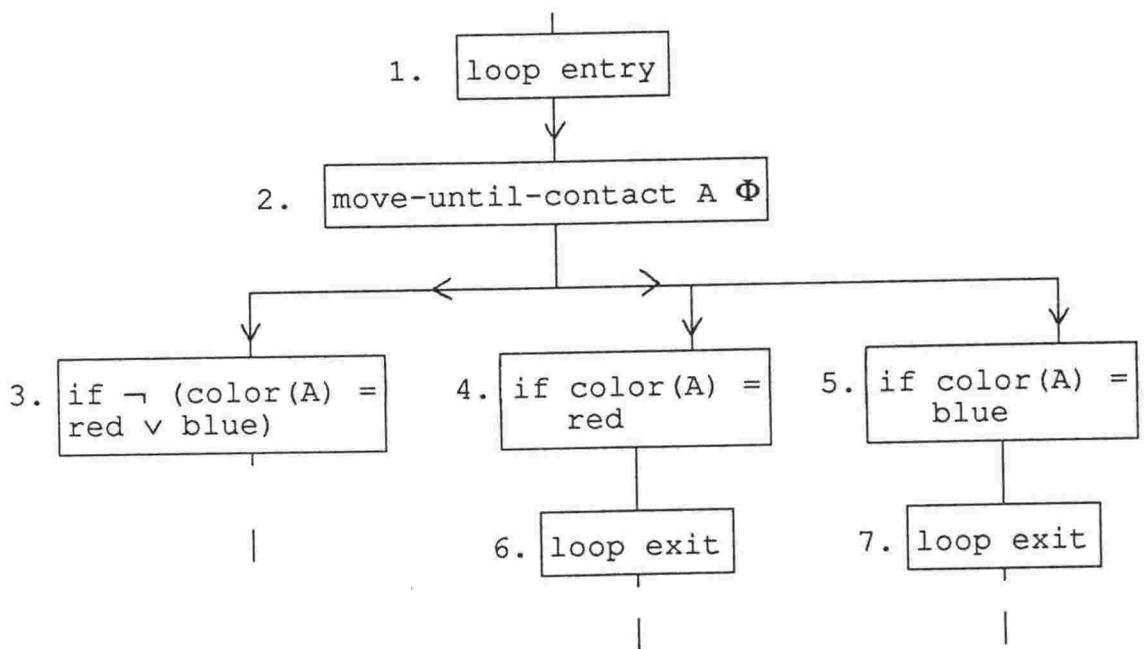 1. loop entry
2. move-until-contact A Φ
3. if ¬ (color(A) =
red ∨ blue)
4. if color(A) =
red
5. if color(A) =
blue
6. loop exit
7. loop exit